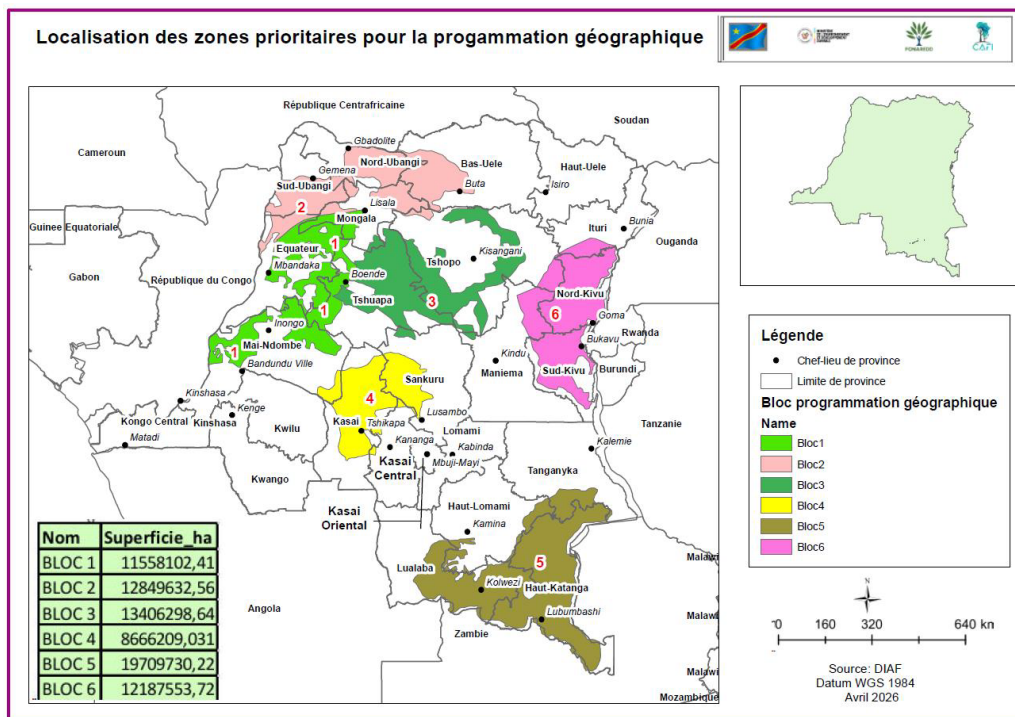 Localisation des zones priroritaires pour la progammation géographique
FONAREDD
CAFI
République Centrafricaine
Soudan
Cameroun
Gbadolite
Nord-Ubangi
Bas-Uele
Haut-Uele
Gemena
Sud-Ubangi
Buta
Isiro
2
Lisala
Mongala
Guinee Equatoriale
Ituri
Bunia
Ouganda
1
Equateur
Kisangani
Tshopo
Gabon
République du Congo
Mbandaka
Boende
Tshuapa
3
Nord-Kivu
1
6
Goma
Inongo
Rwanda
Mai-Ndombe
Bukavu
1
Kindu
Sud-Kivu
Burundi
Bandundu Ville
Maniema
Sankuru
Kinshasa
4
Kenge
Lusambo
Kongo Central
Kinshasa
Kwilu
Kasai
Tshikapa
Lomami
Tanzanie
Matadi
Kananga
Kabinda
Kalemie
Kasai
Central
Mbuji-Mayi
Kwango
Tanganyka
Kasai
Oriental
Haut-Lomami
Kamina
Lualaba
5
Malawi
Kolwezi
Haut-Katanga
Angola
Lubumbashi
Malawi
Zambie
Malawi
Mozambique
Nom Superficie_ha
BLOC 1 11558102,41
BLOC 2 12849632,56
BLOC 3 13406298,64
BLOC 4 8666209,031
BLOC 5 19709730,22
BLOC 6 12187553,72
Légende
Chef-lieu de province
Limite de province
Bloc programmation géographique
Name
Bloc1
Bloc2
Bloc3
Bloc4
Bloc5
Bloc6
N
0 160 320 640 kn
Source: DIAF
Datum WGS 1984
Avril 2026